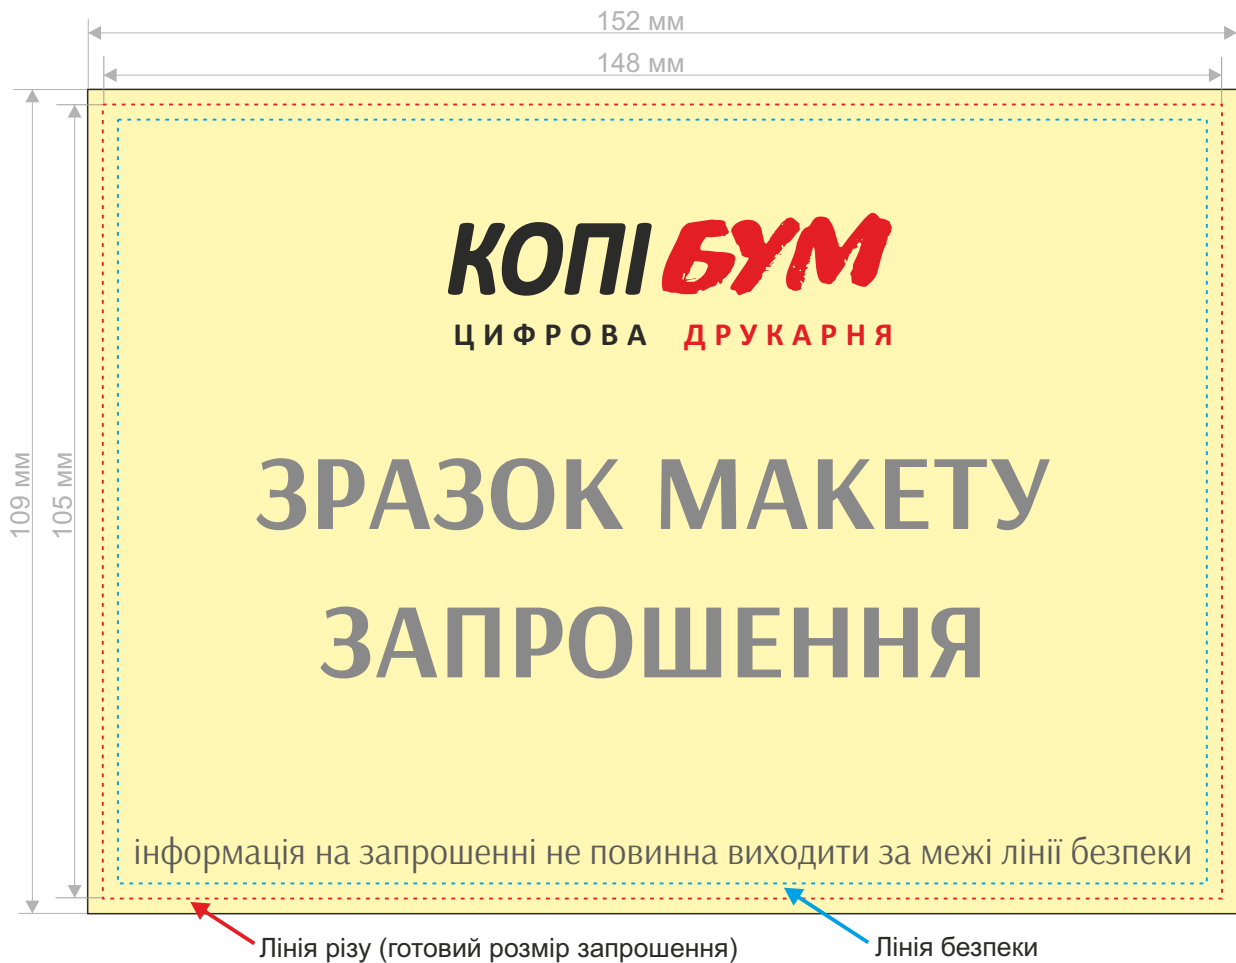 152 мм
148 мм
109 мм
105 мм
КОПІ БУМ
ЦИФРОВА ДРУКАРНЯ
ЗРАЗОК МАКЕТУ
ЗАПРОШЕННЯ
інформація на запрошенні не повинна виходити за межі лінії безпеки
Лінія різу (готовий розмір запрошення)
Лінія безпеки